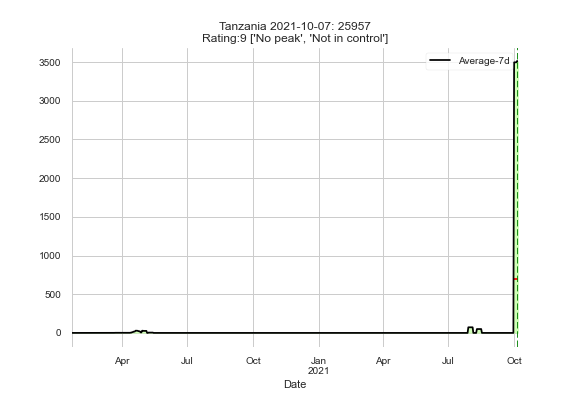 Tanzania 2021-10-07: 25957
Rating:9 ['No peak', 'Not in control']
Average-7d
3500
3000
2500
2000
1500
1000
500
0
Apr
Jul
Oct
Jan
2021
Apr
Jul
Oct
Date